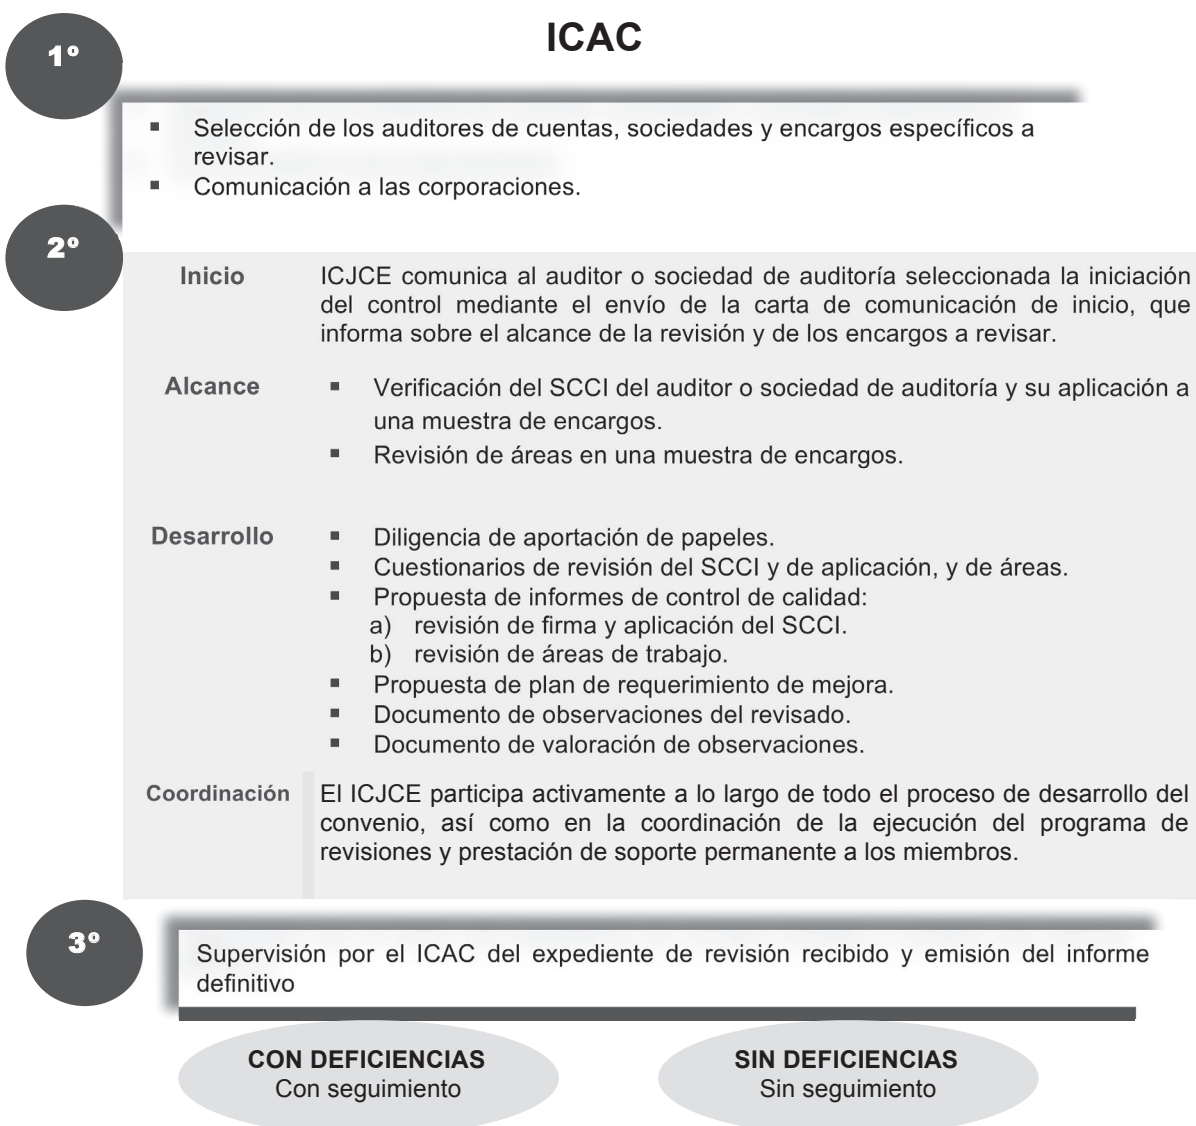 1º
ICAC
▪ Selección de los auditores de cuentas, sociedades y encargos específicos a
revisar.
▪ Comunicación a las corporaciones.
2º
Inicio
ICJCE comunica al auditor o sociedad de auditoría seleccionada la iniciación
del control mediante el envío de la carta de comunicación de inicio, que
informa sobre el alcance de la revisión y de los encargos a revisar.
Alcance
▪ Verificación del SCCI del auditor o sociedad de auditoría y su aplicación a
una muestra de encargos.
▪ Revisión de áreas en una muestra de encargos.
Desarrollo
▪ Diligencia de aportación de papeles.
▪ Cuestionarios de revisión del SCCI y de aplicación, y de áreas.
▪ Propuesta de informes de control de calidad:
a) revisión de firma y aplicación del SCCI.
b) revisión de áreas de trabajo.
▪ Propuesta de plan de requerimiento de mejora.
▪ Documento de observaciones del revisado.
▪ Documento de valoración de observaciones.
Coordinación
El ICJCE participa activamente a lo largo de todo el proceso de desarrollo del
convenio, así como en la coordinación de la ejecución del programa de
revisiones y prestación de soporte permanente a los miembros.
3º
Supervisión por el ICAC del expediente de revisión recibido y emisión del informe
definitivo
CON DEFICIENCIAS
Con seguimiento
SIN DEFICIENCIAS
Sin seguimiento